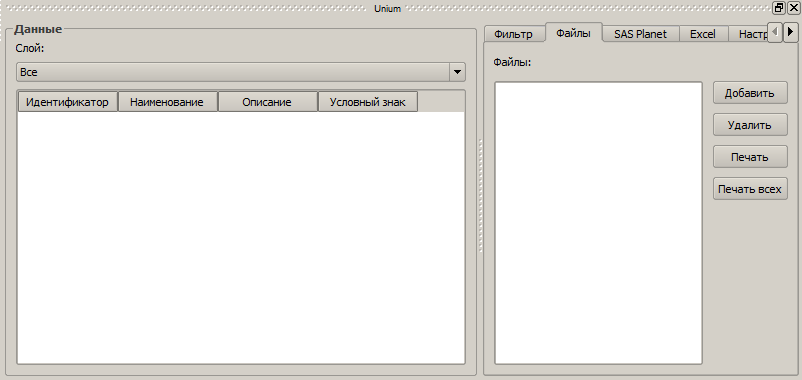 Unium
Данные
Слой:
Все
Идентификатор Наименование Описание Условный знак
Фильтр Файлы SAS Planet Excel Настр
Файлы:
Добавить
Удалить
Печать
Печать всех